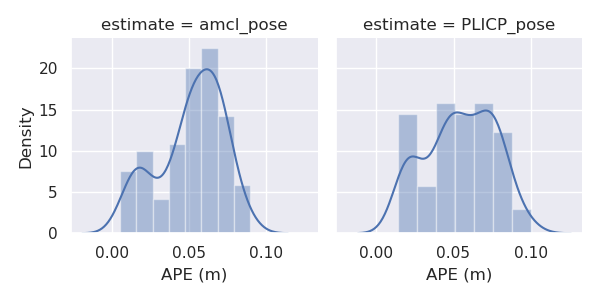 estimate = amcl_pose
estimate = PLICP_pose
Density
20
15
10
5
0
0.00 0.05 0.10
0.00 0.05 0.10
APE (m)
APE (m)